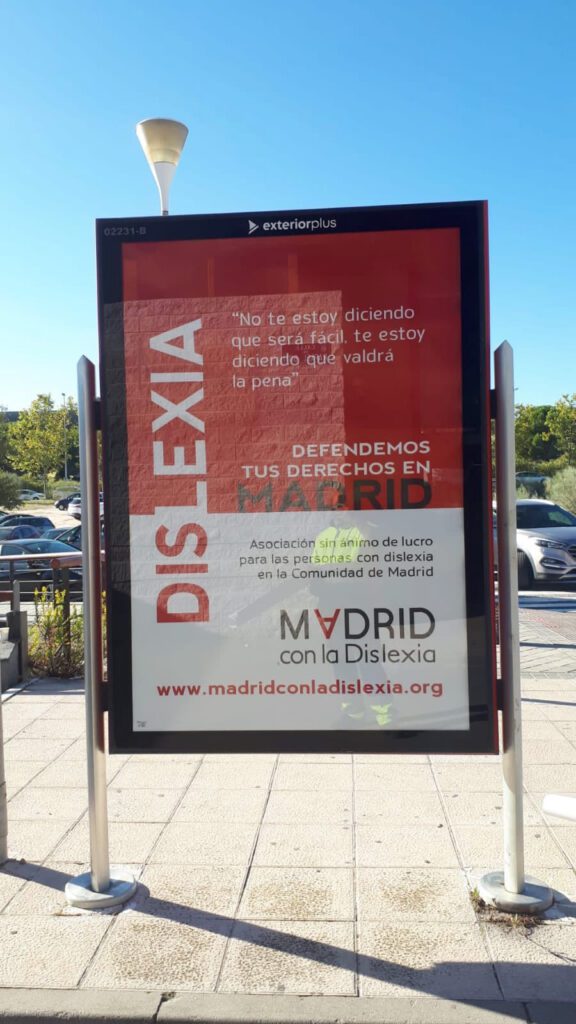 02231-B
exteriorplus
DISLEXIA
“No te estoy diciendo
que será fácil, te estoy
diciendo que valdrá
la pena”
DEFENDEMOS
TUS DERECHOS EN
MADRID
Asociación sin ánimo de lucro
para las personas con dislexia
en la Comunidad de Madrid
M∀DRID
con la Dislexia
www.madridconladislexia.org